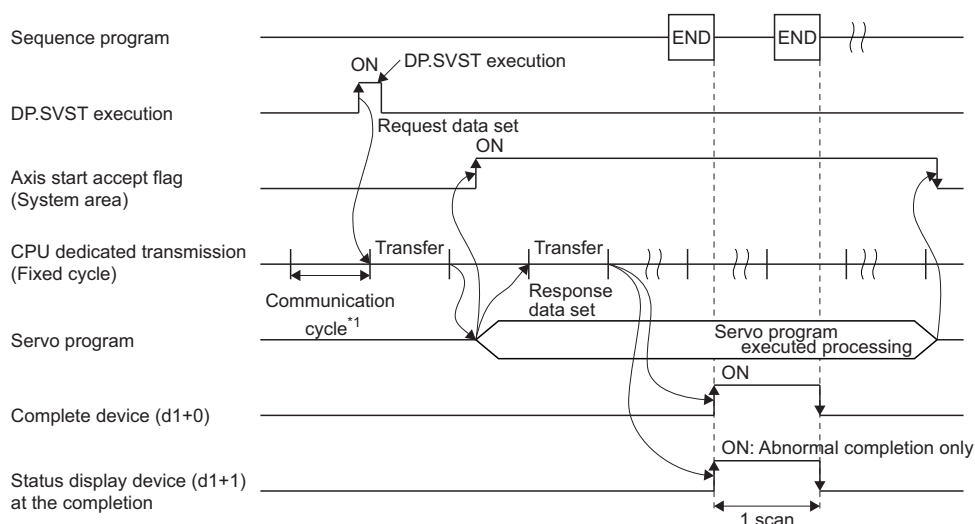 Sequence program
END
END
ON
DP.SVST execution
DP.SVST execution
Request data set
ON
Axis start accept flag
(System area)
CPU dedicated transmission
(Fixed cycle)
Transfer
Transfer
Communication
cycle*1
Response
data set
Servo program
Servo program
executed processing
ON
Complete device (d1+0)
ON: Abnormal completion only
Status display device (d1+1)
at the completion
1 scan